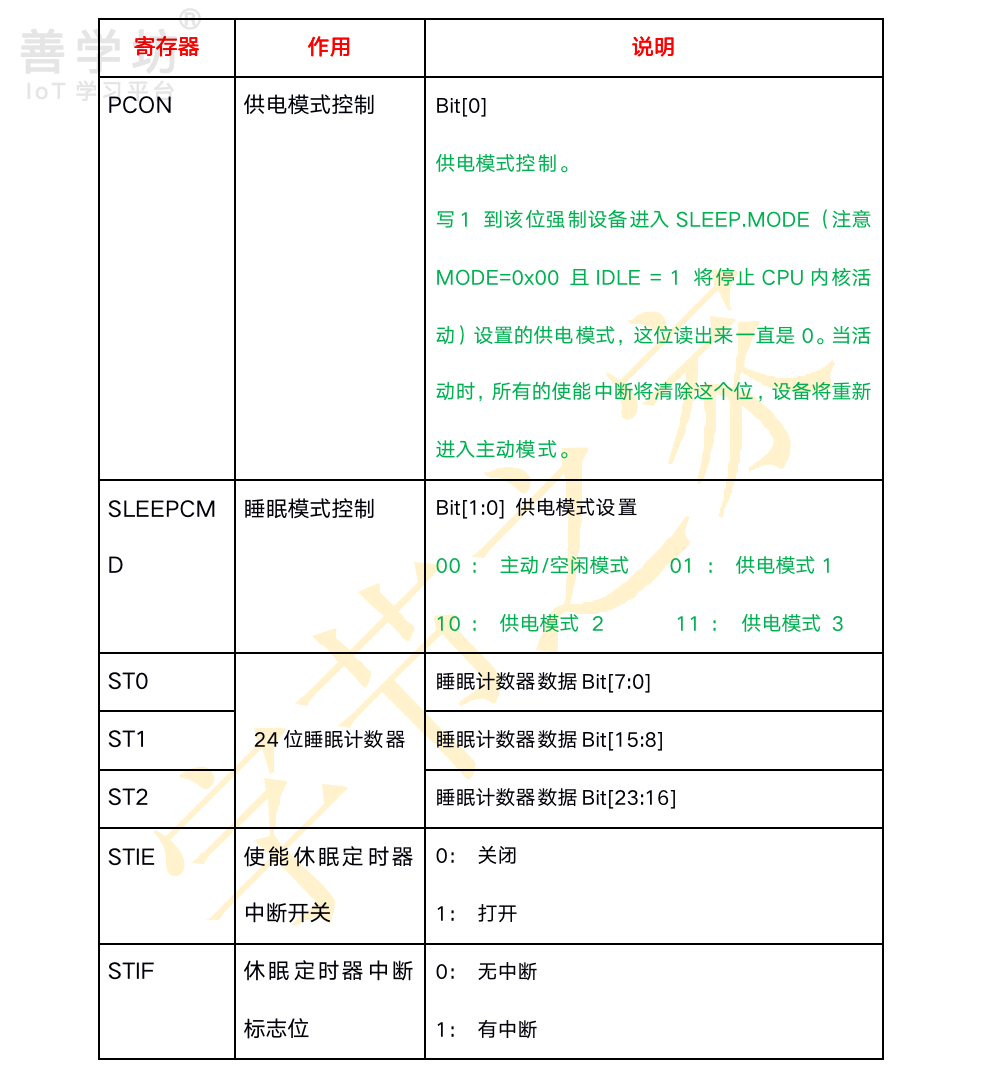 善学坊®
IoT 学习平台
寄存器 作用 说明
PCON 供电模式控制 Bit[0]
供电模式控制。
写 1 到该位强制设备进入 SLEEP.MODE（注意
MODE=0x00 且 IDLE = 1 将停止 CPU 内核活
动）设置的供电模式，这位读出来一直是 0。当活
动时，所有的使能中断将清除这个位，设备将重新
进入主动模式。
SLEEPCM 睡眠模式控制 Bit[1:0] 供电模式设置
D 00 : 主动/空闲模式 01 : 供电模式 1
10 : 供电模式 2 11 : 供电模式 3
ST0 睡眠计数器数据 Bit[7:0]
ST1 24 位睡眠计数器 睡眠计数器数据 Bit[15:8]
ST2 睡眠计数器数据 Bit[23:16]
STIE 使能休眠定时器 0: 关闭
中断开关 1: 打开
STIF 休眠定时器中断 0: 无中断
标志位 1: 有中断
字节之家